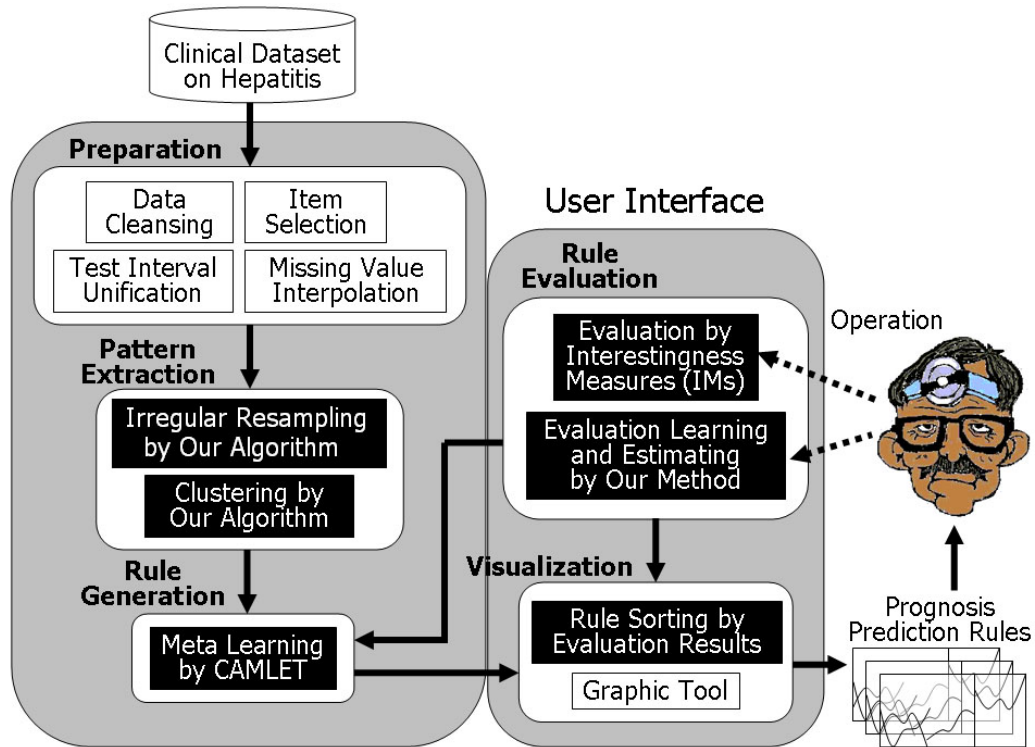 Clinical Dataset
on Hepatitis
Preparation
Data
Cleansing
Item
Selection
Test Interval
Unification
Missing Value
Interpolation
Pattern
Extraction
Irregular Resampling
by Our Algorithm
Clustering by
Our Algorithm
Rule
Generation
Meta Learning
by CAMLET
User Interface
Rule
Evaluation
Evaluation by
Interestingness
Measures (IMs)
Evaluation Learning
and Estimating
by Our Method
Visualization
Rule Sorting by
Evaluation Results
Graphic Tool
Operation
Prognosis
Prediction Rules